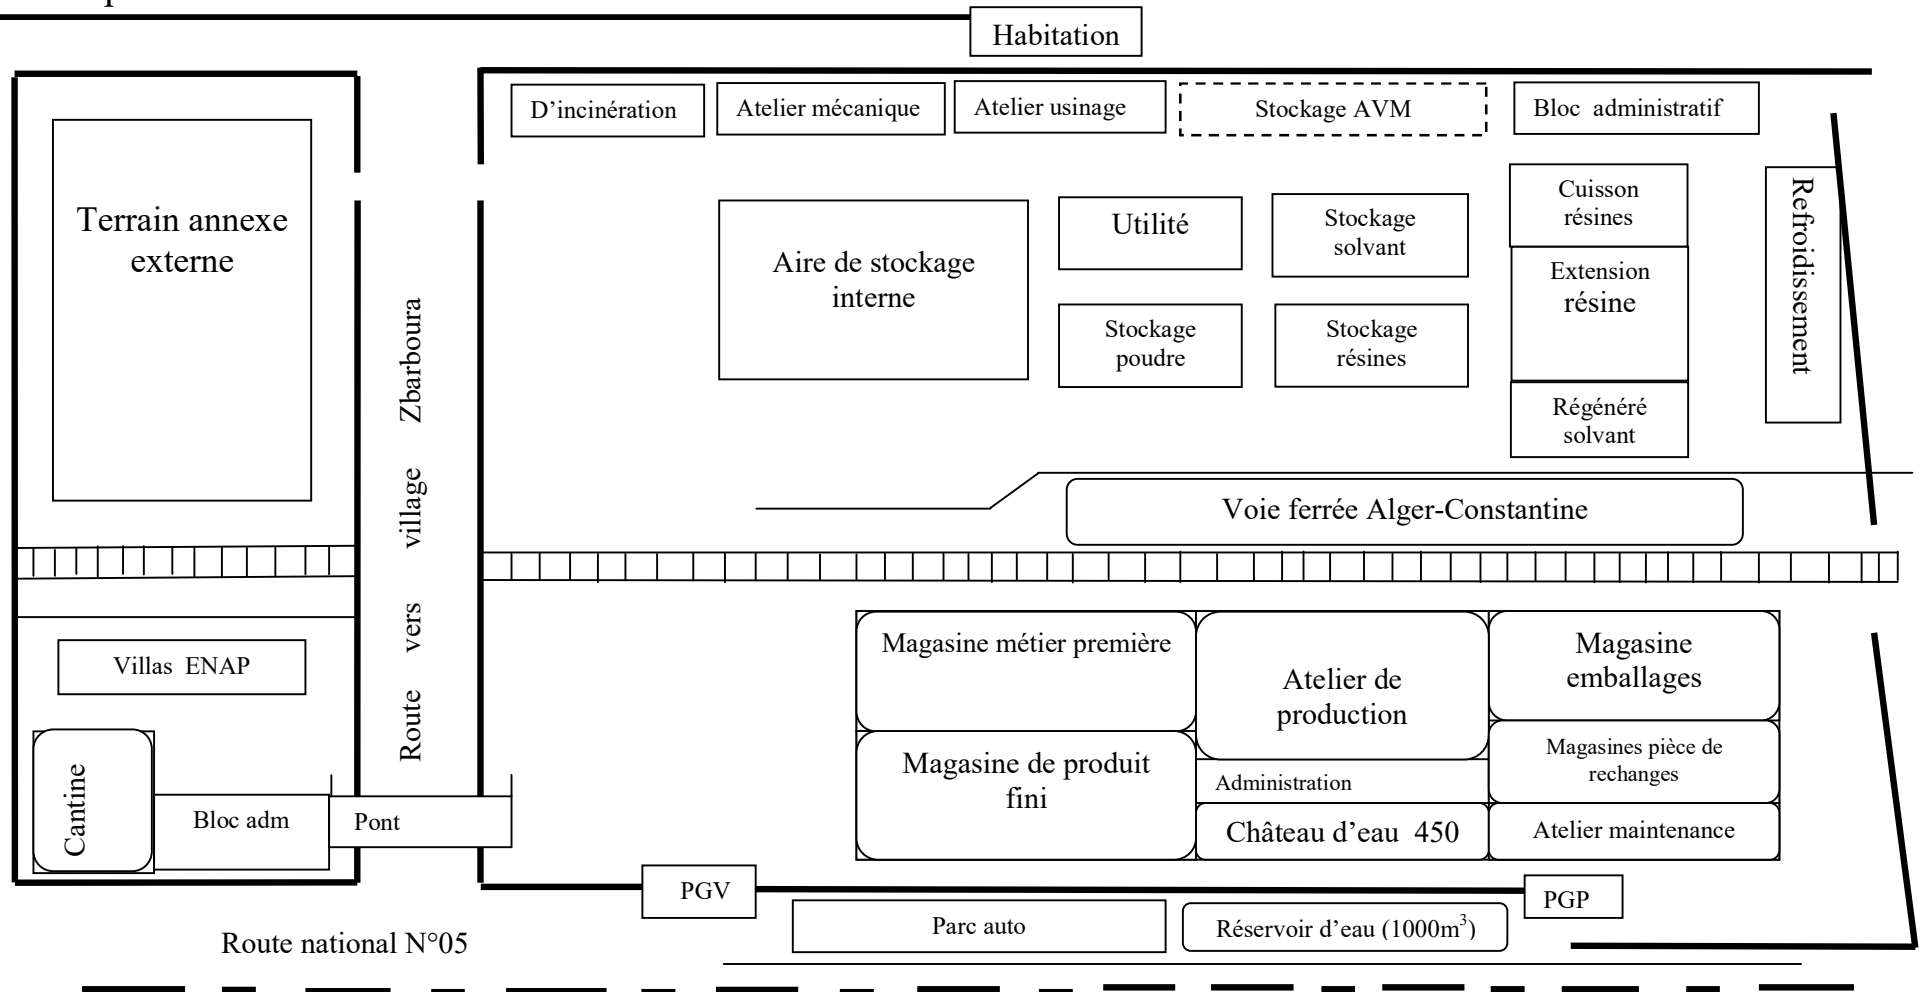 Habitation
D'incinération
Atelier mécanique
Atelier usinage
Stockage AVM
Bloc administratif
Terrain annexe
externe
Aire de stockage
interne
Utilité
Stockage
solvant
Cuisson
résines
Refroidissement
Extension
résine
Stockage
poudre
Stockage
résines
Régénéré
solvant
Route vers village Zbarboura
Voie ferrée Alger-Constantine
Villas ENAP
Magasine métier première
Atelier de
production
Magasine
emballages
Magasine de produit
fini
Magasines pièce de
rechanges
Administration
Cantine
Bloc adm
Pont
Château d'eau 450
Atelier maintenance
PGV
PGP
Parc auto
Réservoir d'eau (1000m³)
Route national N°05